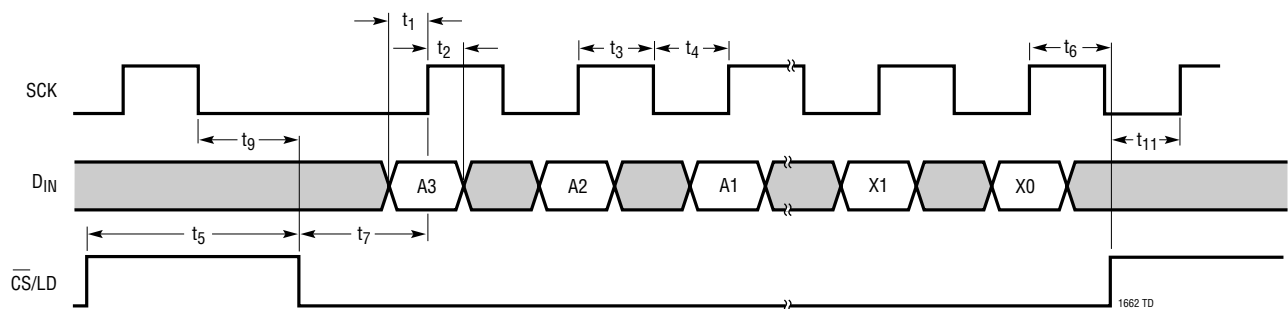 t1
t2
t3
t4
t6
SCK
t9
t11
DIN
A3
A2
A1
X1
X0
t5
t7
CS/LD
1662 TD